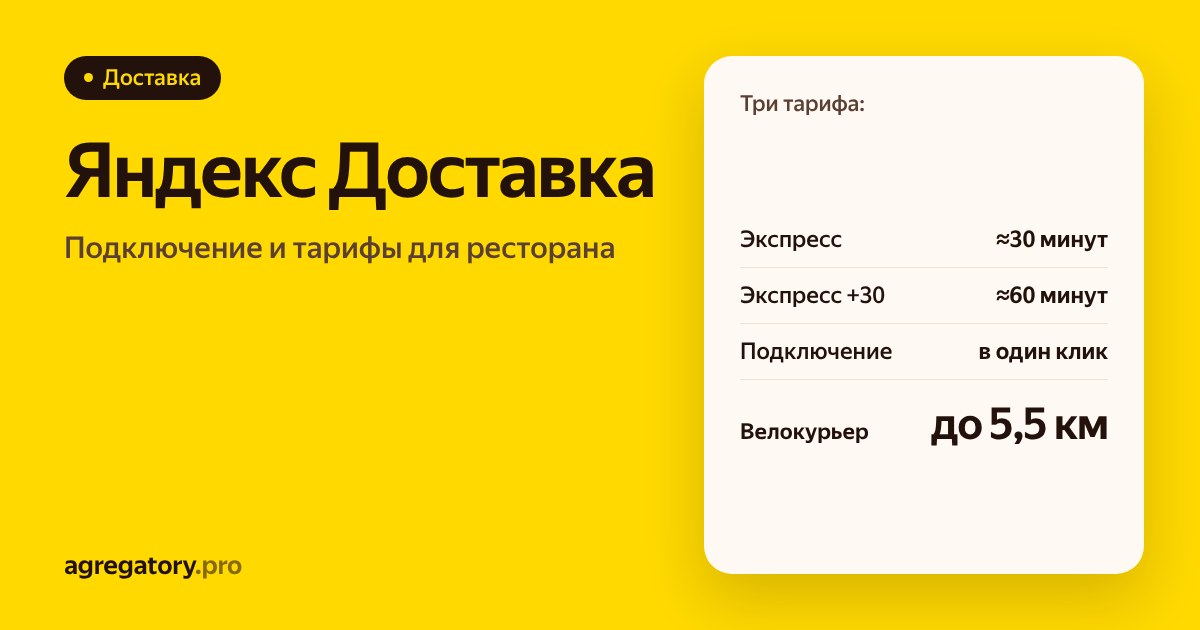 Доставка
Яндекс Доставка
Подключение и тарифы для ресторана
agregatory.pro
Три тарифа:
Экспресс ≈30 минут
Экспресс +30 ≈60 минут
Подключение в один клик
Велокурьер до 5,5 км